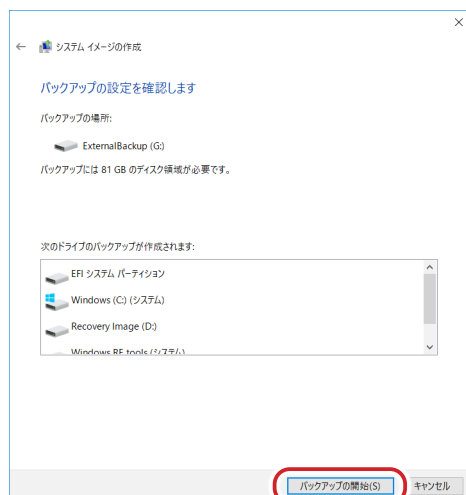 システム イメージの作成
バックアップの設定を確認します
バックアップの場所:
ExternalBackup (G:)
バックアップには 81 GB のディスク領域が必要です。
次のドライブのバックアップが作成されます:
EFI システム パーティション
Windows (C:) (システム)
Recovery Image (D:)
Windows RE tools (システム)
バックアップの開始(S)
キャンセル